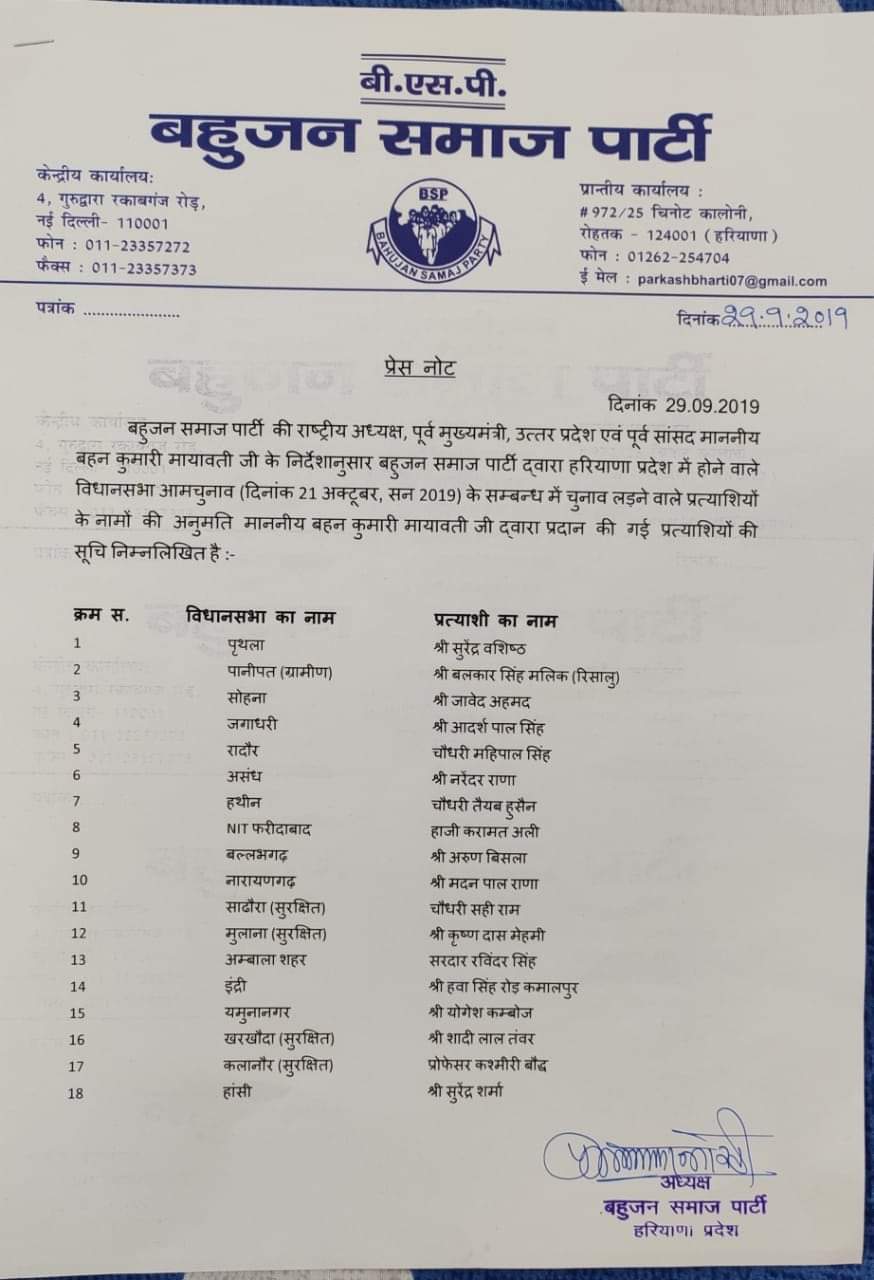 बी.एस.पी.
बहुजन समाज पार्टी
केन्द्रीय कार्यालय:
4, गुरुद्वारा रकाबगंज रोड़,
नई दिल्ली- 110001
फोन : 011-23357272
फैक्स : 011-23357373
BSP
BAHUJAN SAMAJ PARTY
प्रान्तीय कार्यालय :
# 972/25 चिनोट कालोनी,
रोहतक - 124001 ( हरियाणा )
फोन : 01262-254704
ई मेल : parkashbharti07@gmail.com
पत्रांक ......................
दिनांक 29.9.2019
प्रेस नोट
दिनांक 29.09.2019
बहुजन समाज पार्टी की राष्ट्रीय अध्यक्ष, पूर्व मुख्यमंत्री, उत्तर प्रदेश एवं पूर्व सांसद माननीय
बहन कुमारी मायावती जी के निर्देशानुसार बहुजन समाज पार्टी द्वारा हरियाणा प्रदेश में होने वाले
विधानसभा आमचुनाव (दिनांक 21 अक्टूबर, सन 2019) के सम्बन्ध में चुनाव लड़ने वाले प्रत्याशियों
के नामों की अनुमति माननीय बहन कुमारी मायावती जी द्वारा प्रदान की गई प्रत्याशियों की
सूचि निम्नलिखित है :-
क्रम स. विधानसभा का नाम प्रत्याशी का नाम
1 पृथला श्री सुरेंद्र वशिष्ठ
2 पानीपत (ग्रामीण) श्री बलकार सिंह मलिक (रिसालु)
3 सोहना श्री जावेद अहमद
4 जगाधरी श्री आदर्श पाल सिंह
5 रादौर चौधरी महिपाल सिंह
6 असंध श्री नरेंदर राणा
7 हथीन चौधरी तैयब हुसैन
8 NIT फरीदाबाद हाजी करामत अली
9 बल्लभगढ़ श्री अरुण बिसला
10 नारायणगढ़ श्री मदन पाल राणा
11 साढौरा (सुरक्षित) चौधरी सही राम
12 मुलाना (सुरक्षित) श्री कृष्ण दास मेहमी
13 अम्बाला शहर सरदार रविंदर सिंह
14 इंद्री श्री हवा सिंह रोड़ कमालपुर
15 यमुनानगर श्री योगेश कम्बोज
16 खरखौदा (सुरक्षित) श्री शादी लाल तंवर
17 कलानौर (सुरक्षित) प्रोफेसर कश्मीरी बौद्ध
18 हांसी श्री सुरेंद्र शर्मा
अध्यक्ष
बहुजन समाज पार्टी
हरियाणा प्रदेश